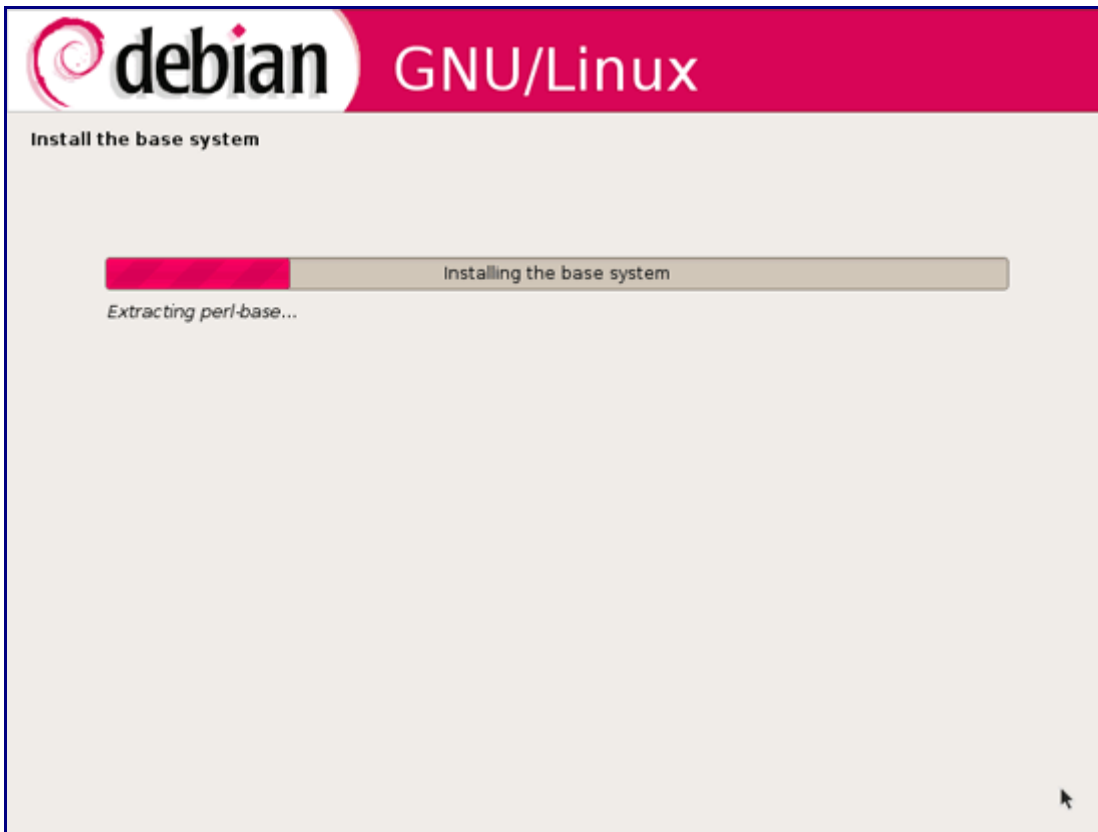 debian GNU/Linux
Install the base system
Installing the base system
Extracting perl-base...